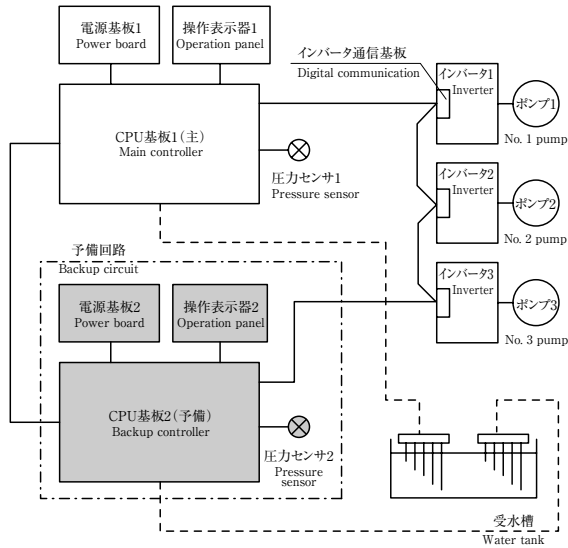 電源基板1
Power board
操作表示器1
Operation panel
インバータ通信基板
Digital communication
インバータ1
Inverter
ポンプ1
No. 1 pump
CPU基板1(主)
Main controller
圧力センサ1
Pressure sensor
インバータ2
Inverter
ポンプ2
No. 2 pump
予備回路
Backup circuit
電源基板2
Power board
操作表示器2
Operation panel
インバータ3
Inverter
ポンプ3
No. 3 pump
CPU基板2(予備)
Backup controller
圧力センサ2
Pressure
sensor
受水槽
Water tank